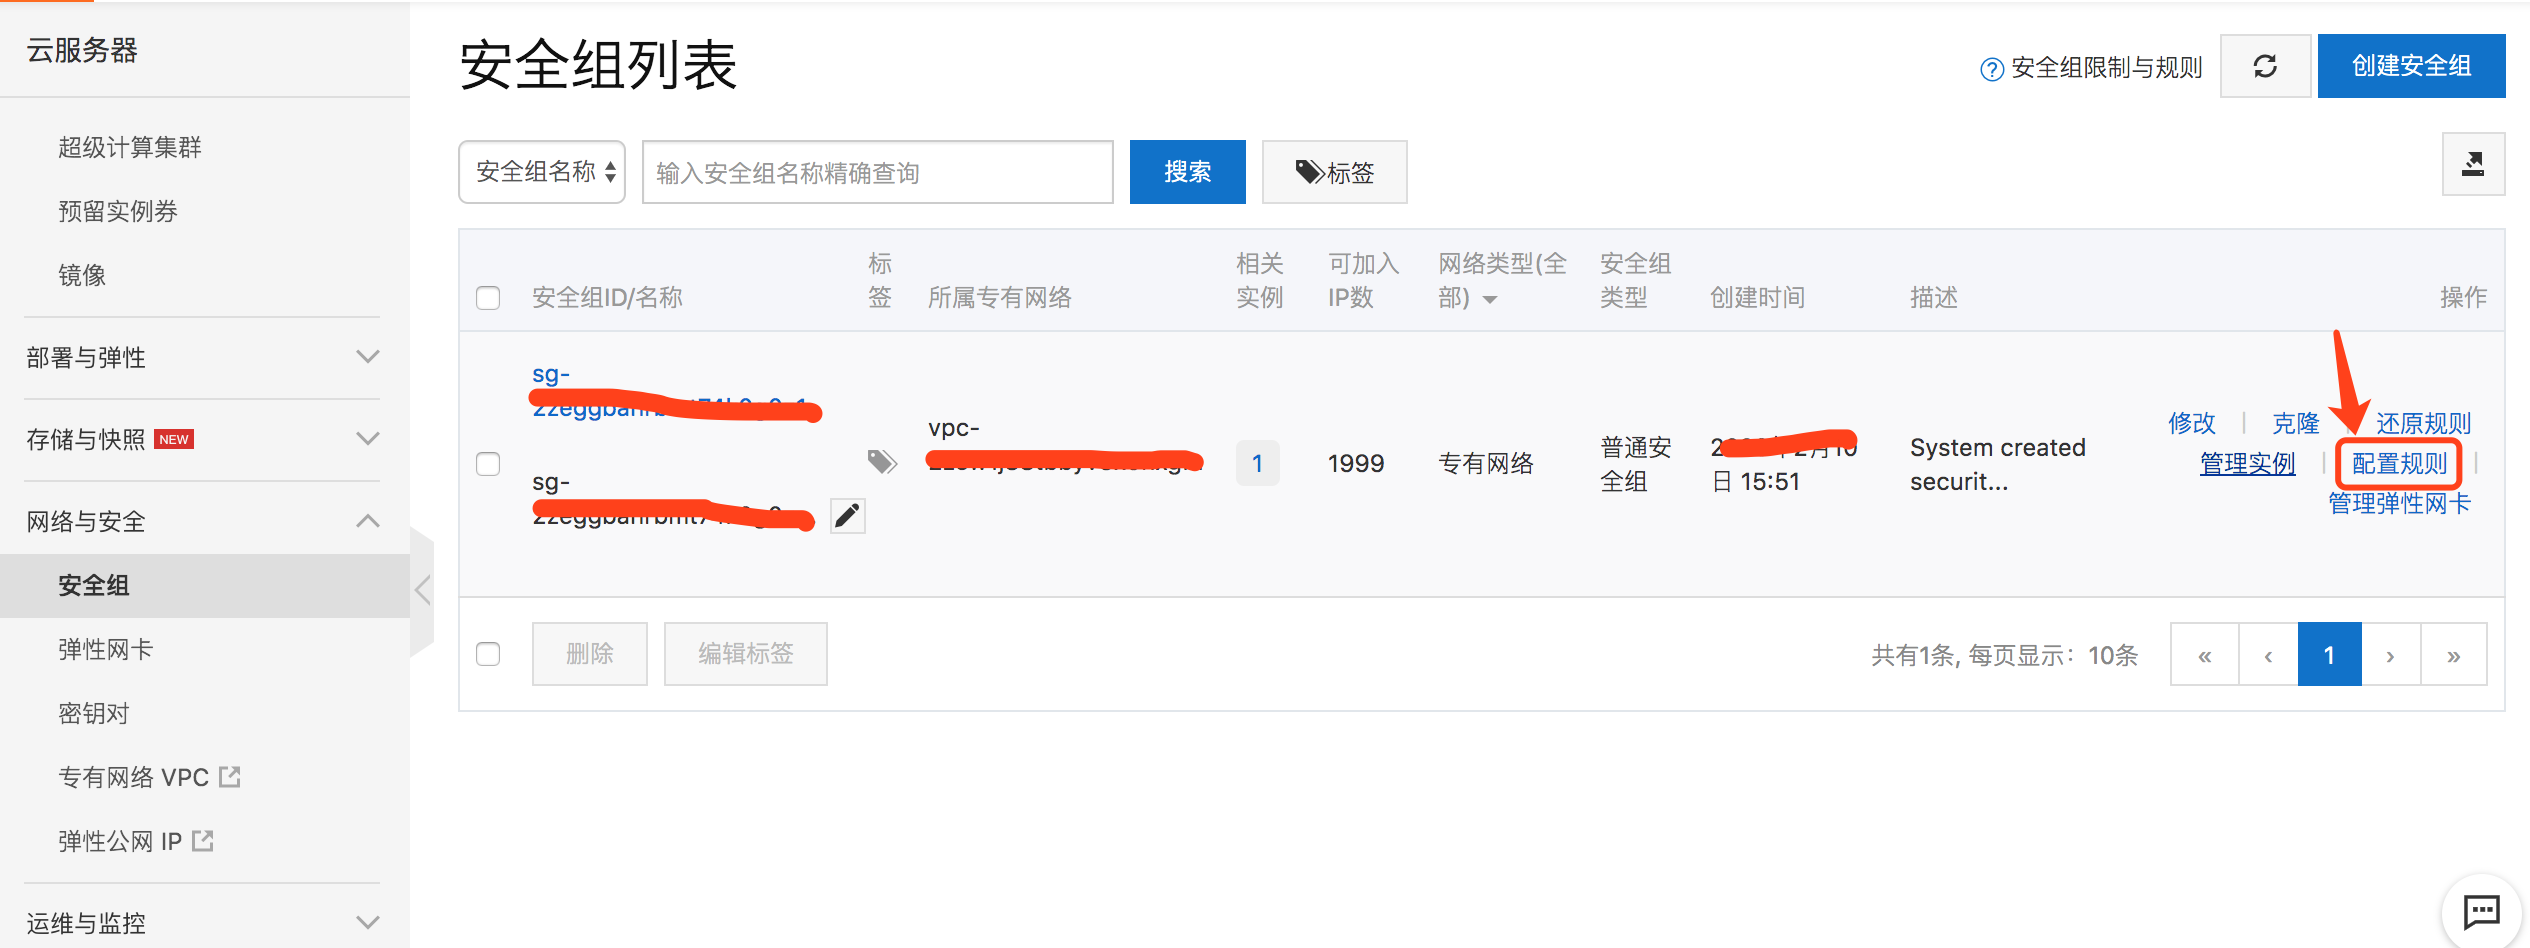 云服务器
超级计算集群
预留实例券
镜像
部署与弹性
存储与快照 NEW
网络与安全
安全组
弹性网卡
密钥对
专有网络 VPC
弹性公网 IP
运维与监控
安全组列表
安全组限制与规则
创建安全组
安全组名称
输入安全组名称精确查询
搜索
标签
安全组ID/名称
标
签
所属专有网络
相关
实例
可加入
IP数
网络类型(全
部)
安全组
类型
创建时间
描述
操作
sg-
sg-
vpc-
1
1999
专有网络
普通安
全组
日 15:51
System created
securit...
修改
克隆
还原规则
管理实例
配置规则
管理弹性网卡
删除
编辑标签
共有1条, 每页显示：10条
«
‹
1
›
»